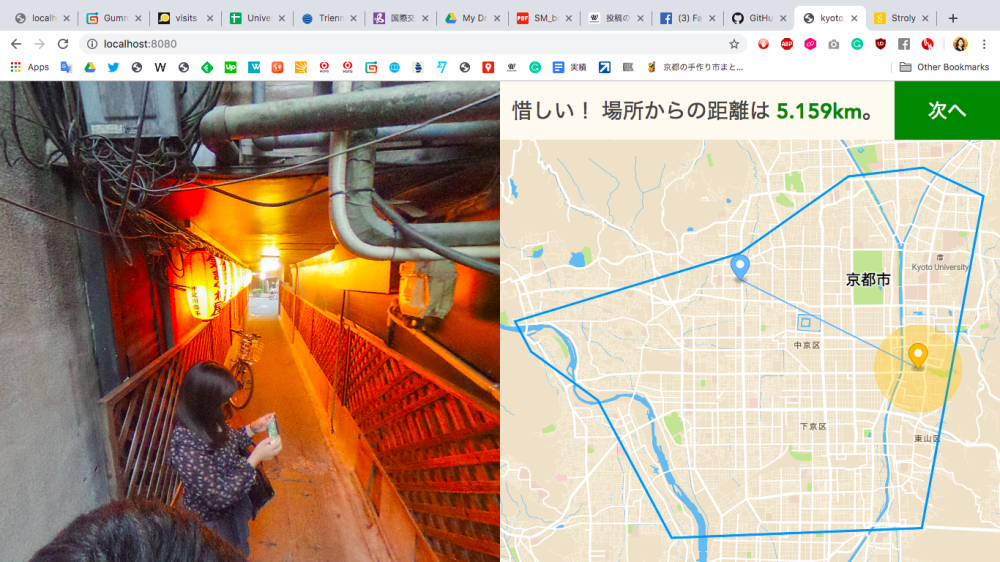 localh
Gumr
visits
Unive
Trienn
国際交
My Dr
SM_b
投稿の
(3) Fa
GitHu
kyoto
Stroly
localhost:8080
Apps
実績
京都の手作り市まと...
Other Bookmarks
惜しい！ 場所からの距離は 5.159km。
次へ
京都市
Kyoto University
中京区
下京区
東山区